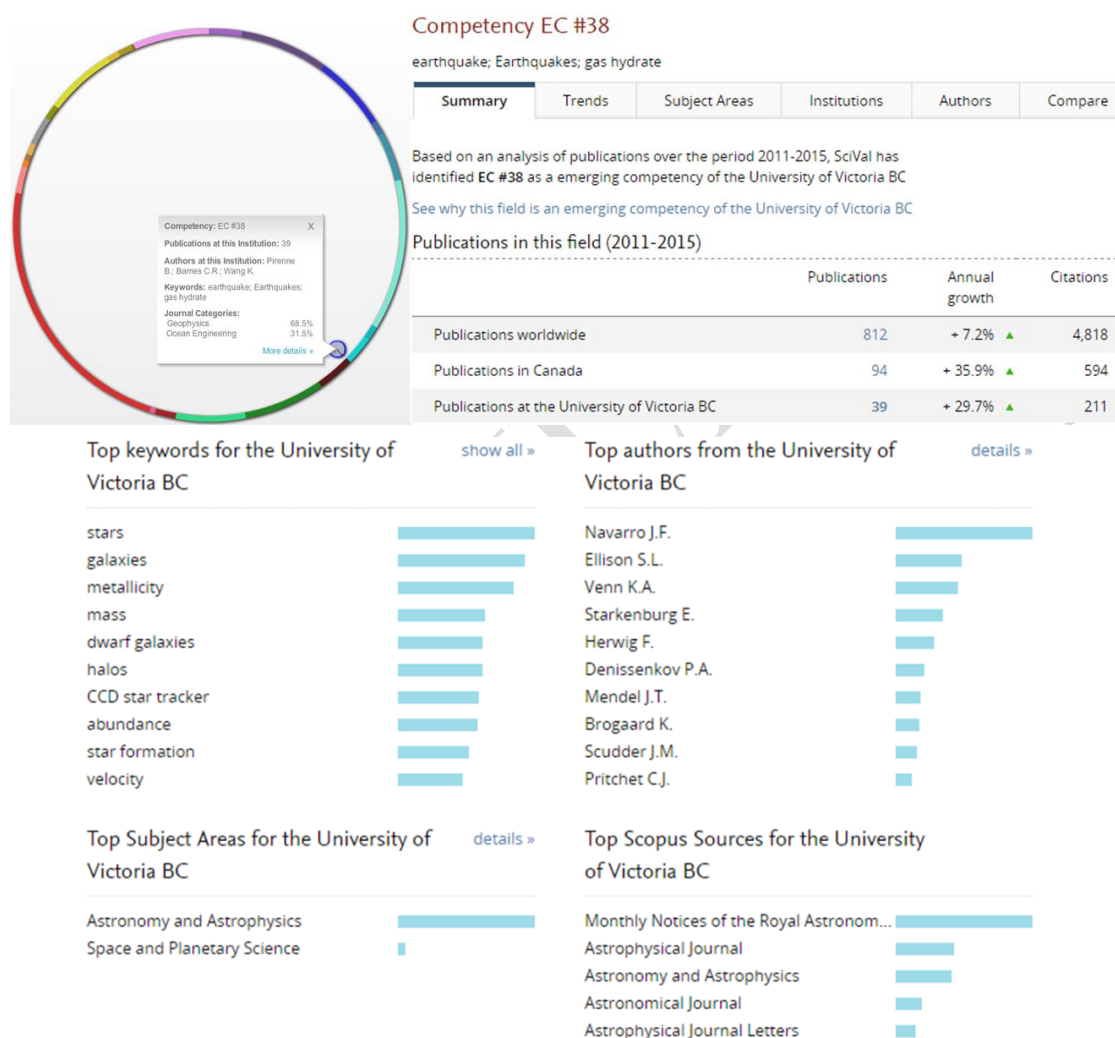 Competency EC #38
earthquake; Earthquakes; gas hydrate
Summary Trends Subject Areas Institutions Authors Compare
Based on an analysis of publications over the period 2011-2015, SciVal has
identified EC #38 as a emerging competency of the University of Victoria BC
See why this field is an emerging competency of the University of Victoria BC
Publications in this field (2011-2015)
Publications Annual growth Citations
Publications worldwide 812 + 7.2% ▲ 4,818
Publications in Canada 94 + 35.9% ▲ 594
Publications at the University of Victoria BC 39 + 29.7% ▲ 211
Competency: EC #38 X
Publications at this Institution: 39
Authors at this Institution: Pirenne
B.; Barnes C.R.; Wang K.
Keywords: earthquake; Earthquakes;
gas hydrate
Journal Categories:
Geophysics 68.5%
Ocean Engineering 31.5%
More details »
Top keywords for the University of
Victoria BC
show all »
stars
galaxies
metallicity
mass
dwarf galaxies
halos
CCD star tracker
abundance
star formation
velocity
Top authors from the University of
Victoria BC
details »
Navarro J.F.
Ellison S.L.
Venn K.A.
Starkenburg E.
Herwig F.
Denissenkov P.A.
Mendel J.T.
Brogaard K.
Scudder J.M.
Pritchet C.J.
Top Subject Areas for the University of
Victoria BC
details »
Astronomy and Astrophysics
Space and Planetary Science
Top Scopus Sources for the University
of Victoria BC
Monthly Notices of the Royal Astronom...
Astrophysical Journal
Astronomy and Astrophysics
Astronomical Journal
Astrophysical Journal Letters